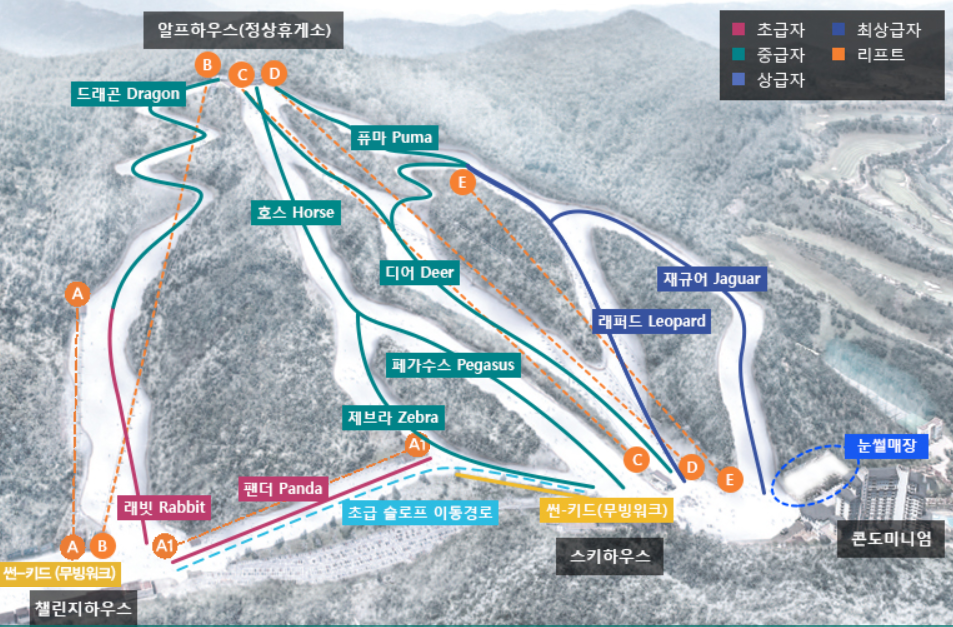 알프하우스(정상휴게소)
초급자
최상급자
중급자
리프트
상급자
B
C
D
드래곤 Dragon
퓨마 Puma
E
호스 Horse
디어 Deer
재규어 Jaguar
A
래퍼드 Leopard
페가수스 Pegasus
제브라 Zebra
A1
C
D
E
눈썰매장
팬더 Panda
래빗 Rabbit
초급 슬로프 이동경로
썬-키드(무빙워크)
콘도미니엄
A
B
A1
스키하우스
썬-키드 (무빙워크)
챌린지하우스